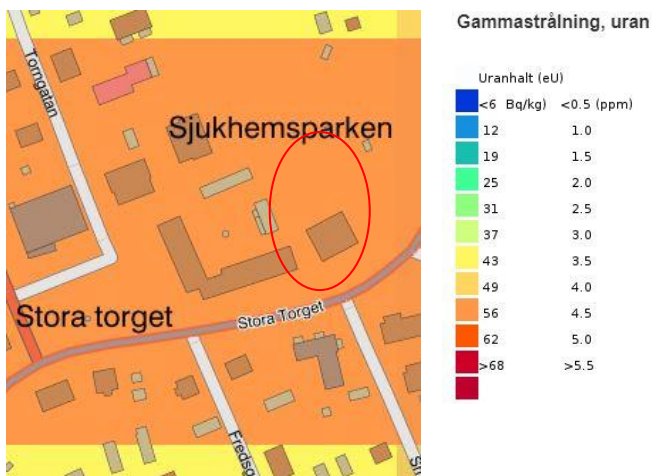 Gammastrålning, uran
Torngatan
Sjukhemsparken
Stora torget
Stora Torget
Fredsg
Uranhalt (eU)
<6 Bq/kg) <0.5 (ppm)
12 1.0
19 1.5
25 2.0
31 2.5
37 3.0
43 3.5
49 4.0
56 4.5
62 5.0
>68 >5.5